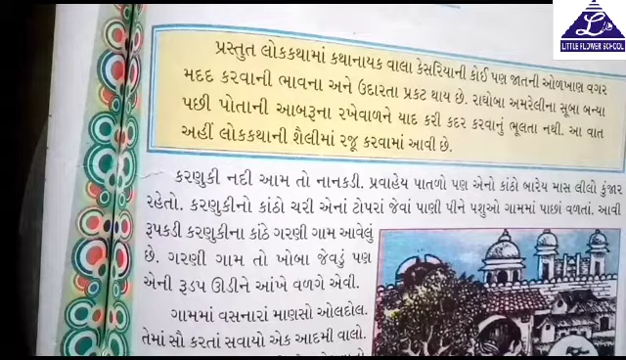 LITTLE FLOWER SCHOOL
પ્રસ્તુત લોકકથામાં કથાનાયક વાલા કેસરિયાની કોઈ પણ જાતની ઓળખાણ વગર
મદદ કરવાની ભાવના અને ઉદારતા પ્રકટ થાય છે. રાઘોબા અમરેલીના સૂબા બન્યા
પછી પોતાની આબરૂના રખેવાળને યાદ કરી કદર કરવાનું ભૂલતા નથી. આ વાત
અહીં લોકકથાની શૈલીમાં રજૂ કરવામાં આવી છે.
કરણુકી નદી આમ તો નાનકડી. પ્રવાહેય પાતળો પણ એનો કાંઠો બારેય માસ લીલો કુંજાર
રહેતો. કરણુકીનો કાંઠો ચરી એનાં ટોપરાં જેવાં પાણી પીને પશુઓ ગામમાં પાછાં વળતાં. આવી
રૂપકડી કરણુકીના કાંઠે ગરણી ગામ આવેલું
છે. ગરણી ગામ તો ખોબા જેવડું પણ
એની રૂડપ ઊડીને આંખે વળગે એવી.
ગામમાં વસનારાં માણસો ઓલદોલ.
તેમાં સૌ કરતાં સવાયો એક આદમી વાલો.